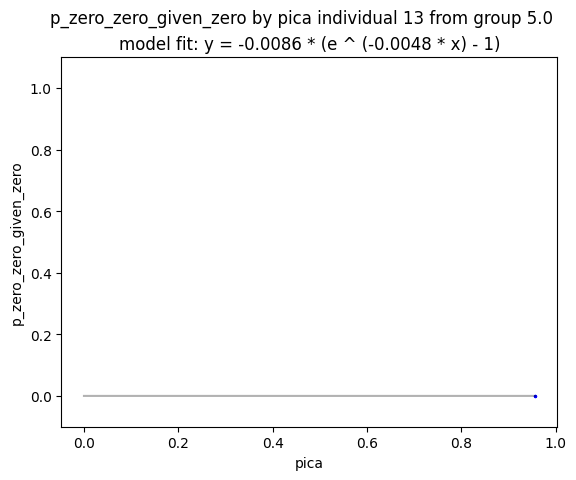 p_zero_zero_given_zero by pica individual 13 from group 5.0
model fit: y = -0.0086 * (e ^ (-0.0048 * x) - 1)
1.0
0.8
0.6
0.4
0.2
0.0
p_zero_zero_given_zero
0.0 0.2 0.4 0.6 0.8 1.0
pica